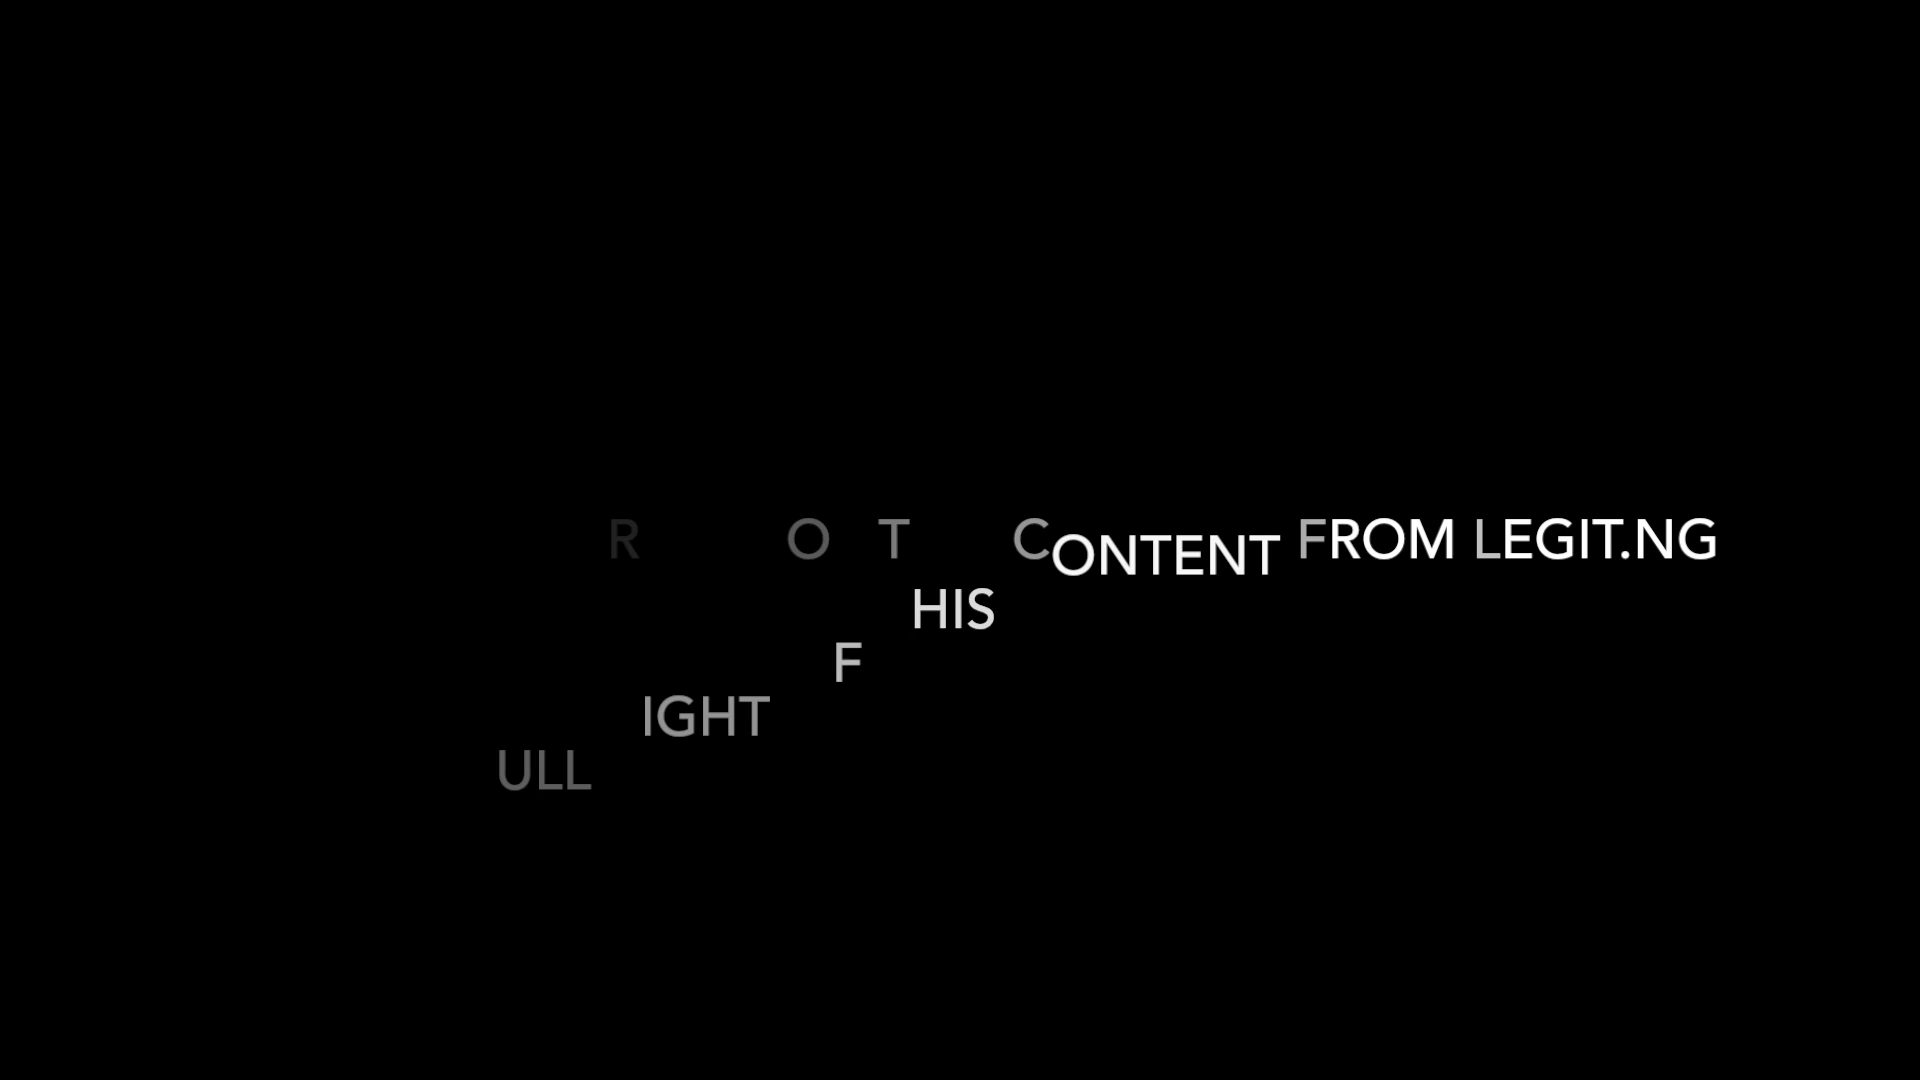 R O T CONTENT FROM LEGIT.NG
HIS
F
IGHT
ULL